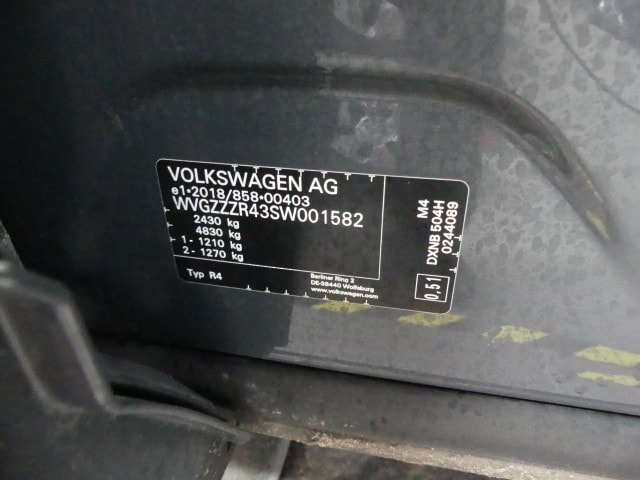 VOLKSWAGEN AG
e1*2018/858*00403
WVGZZZR43SW001582
2430 kg
4830 kg
1 - 1210 kg
2 - 1270 kg
Typ R4
Berliner Ring 2
DE-38440 Wolfsburg
www.volkswagen.com
M4
DXNB 504H
0244089
0,51